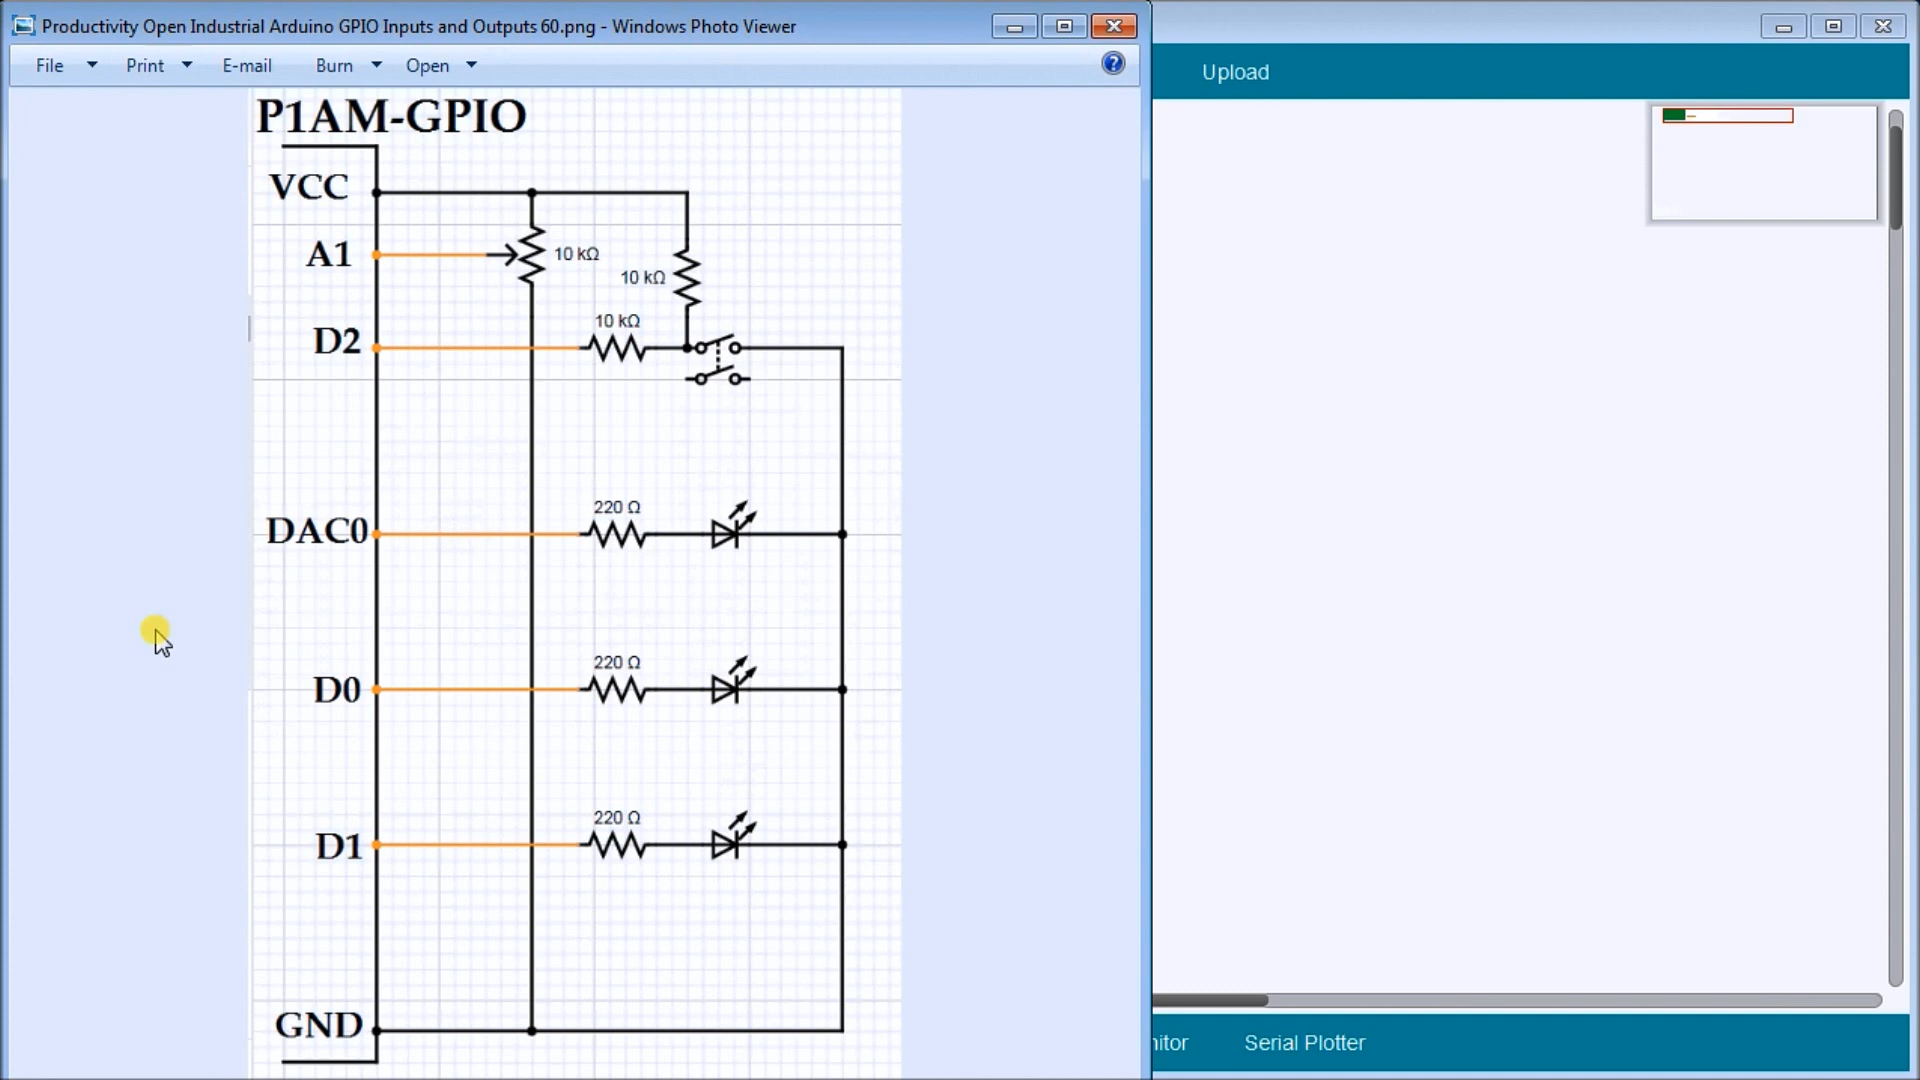 Productivity Open Industrial Arduino GPIO Inputs and Outputs 60.png - Windows Photo Viewer
File Print E-mail Burn Open
Upload
P1AM-GPIO
VCC
A1
10 kΩ
10 kΩ
10 kΩ
D2
220 Ω
DAC0
220 Ω
D0
220 Ω
D1
GND
nitor Serial Plotter